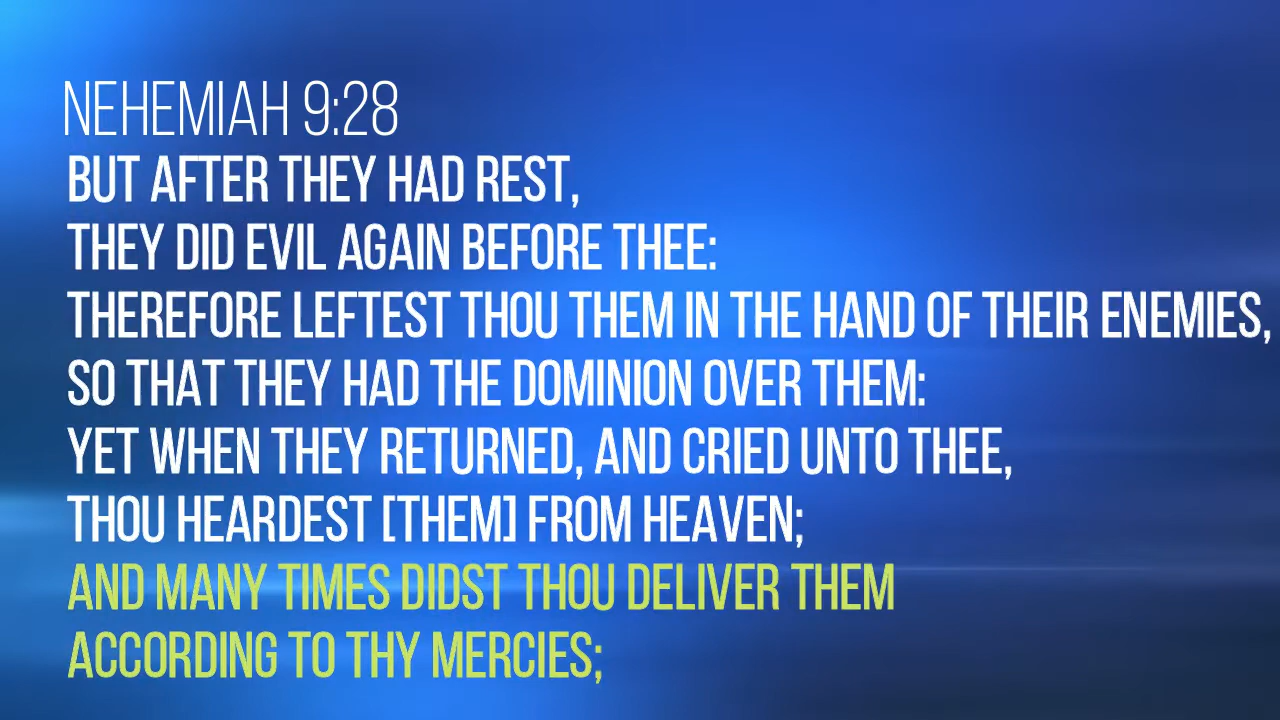 NEHEMIAH 9:28
BUT AFTER THEY HAD REST,
THEY DID EVIL AGAIN BEFORE THEE:
THEREFORE LEFTEST THOU THEM IN THE HAND OF THEIR ENEMIES,
SO THAT THEY HAD THE DOMINION OVER THEM:
YET WHEN THEY RETURNED, AND CRIED UNTO THEE,
THOU HEARDEST [THEM] FROM HEAVEN;
AND MANY TIMES DIDST THOU DELIVER THEM
ACCORDING TO THY MERCIES;